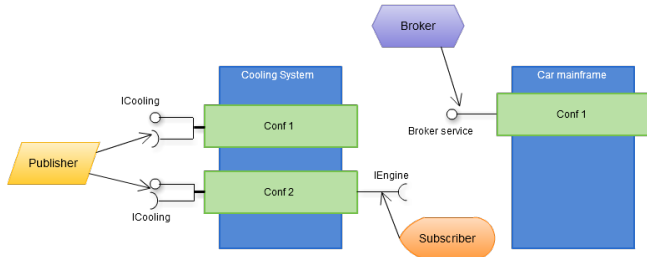 Broker
Cooling System
Car mainframe
ICooling
Conf 1
Conf 1
Broker service
Publisher
IEngine
Conf 2
ICooling
Subscriber